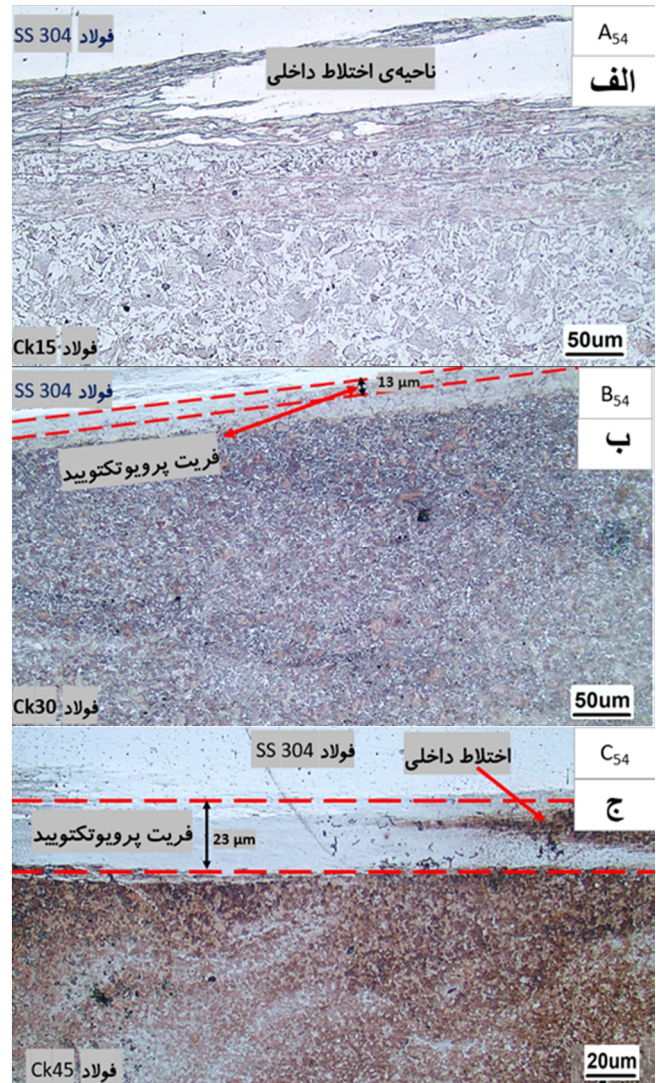 فولاد SS 304
A54
الف
ناحیه‌ی اختلاط داخلی
فولاد Ck15
50um
فولاد SS 304
13 µm
B54
ب
فریت پرویوتکتویید
فولاد Ck30
50um
فولاد SS 304
اختلاط داخلی
C54
ج
فریت پرویوتکتویید
23 µm
فولاد Ck45
20um